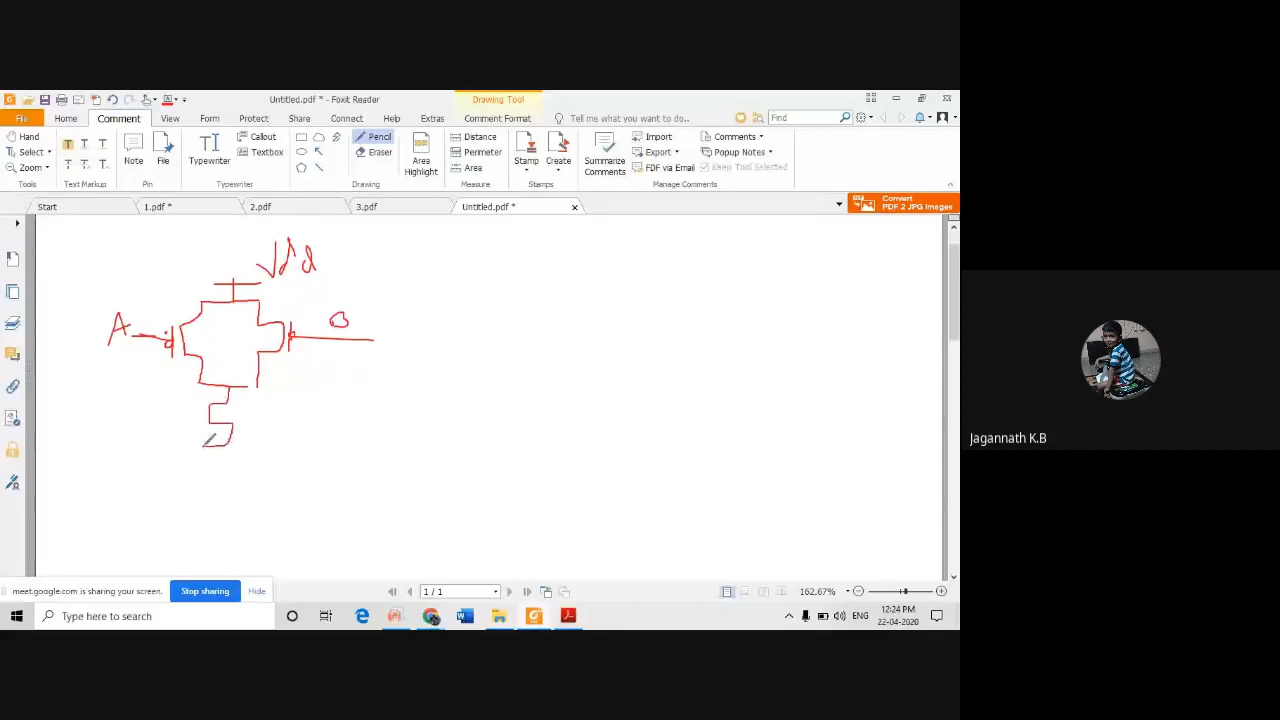 Untitled.pdf * - Foxit Reader
Drawing Tool
File Home Comment View Form Protect Share Connect Help Extras Comment Format Tell me what you want to do.. Find
Hand
Select
Zoom
Tools
T T T
T T T
Text Markup
Note
File
Pin
Typewriter
Callout
Textbox
Typewriter
Pencil
Eraser
Drawing
Area
Highlight
Distance
Perimeter
Area
Measure
Stamp
Create
Stamps
Summarize
Comments
Import
Export
FDF via Email
Comments
Popup Notes
Keep Tool Selected
Manage Comments
Start 1.pdf * 2.pdf 3.pdf Untitled.pdf *
Convert
PDF 2 JPG Images
Vdd
A
B
Jagannath K.B
meet.google.com is sharing your screen. Stop sharing Hide
1 / 1
162.67%
Type here to search
ENG
12:24 PM
22-04-2020